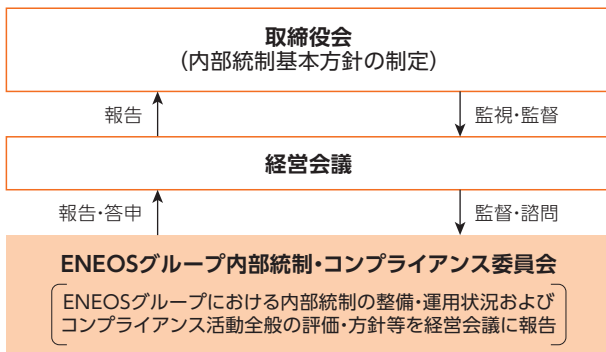 取締役会
(内部統制基本方針の制定)
報告
監視・監督
経営会議
報告・答申
監督・諮問
ENEOSグループ内部統制・コンプライアンス委員会
ENEOSグループにおける内部統制の整備・運用状況および
コンプライアンス活動全般の評価・方針等を経営会議に報告